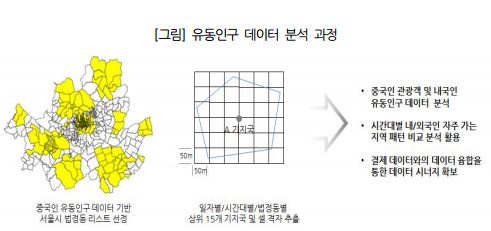 [그림] 유동인구 데이터 분석 과정
A 기지국
50m
50m
중국인 유동인구 데이터 기반
서울시 법정동 리스트 선정
일자별/시간대별/법정동별
상위 15개 기지국 및 셀 격자 추출
• 중국인 관광객 및 내국인
유동인구 데이터 분석
• 시간대별 내/외국인 자주 가는
지역 패턴 비교 분석 활용
• 결제 데이터와의 데이터 융합을
통한 데이터 시너지 확보